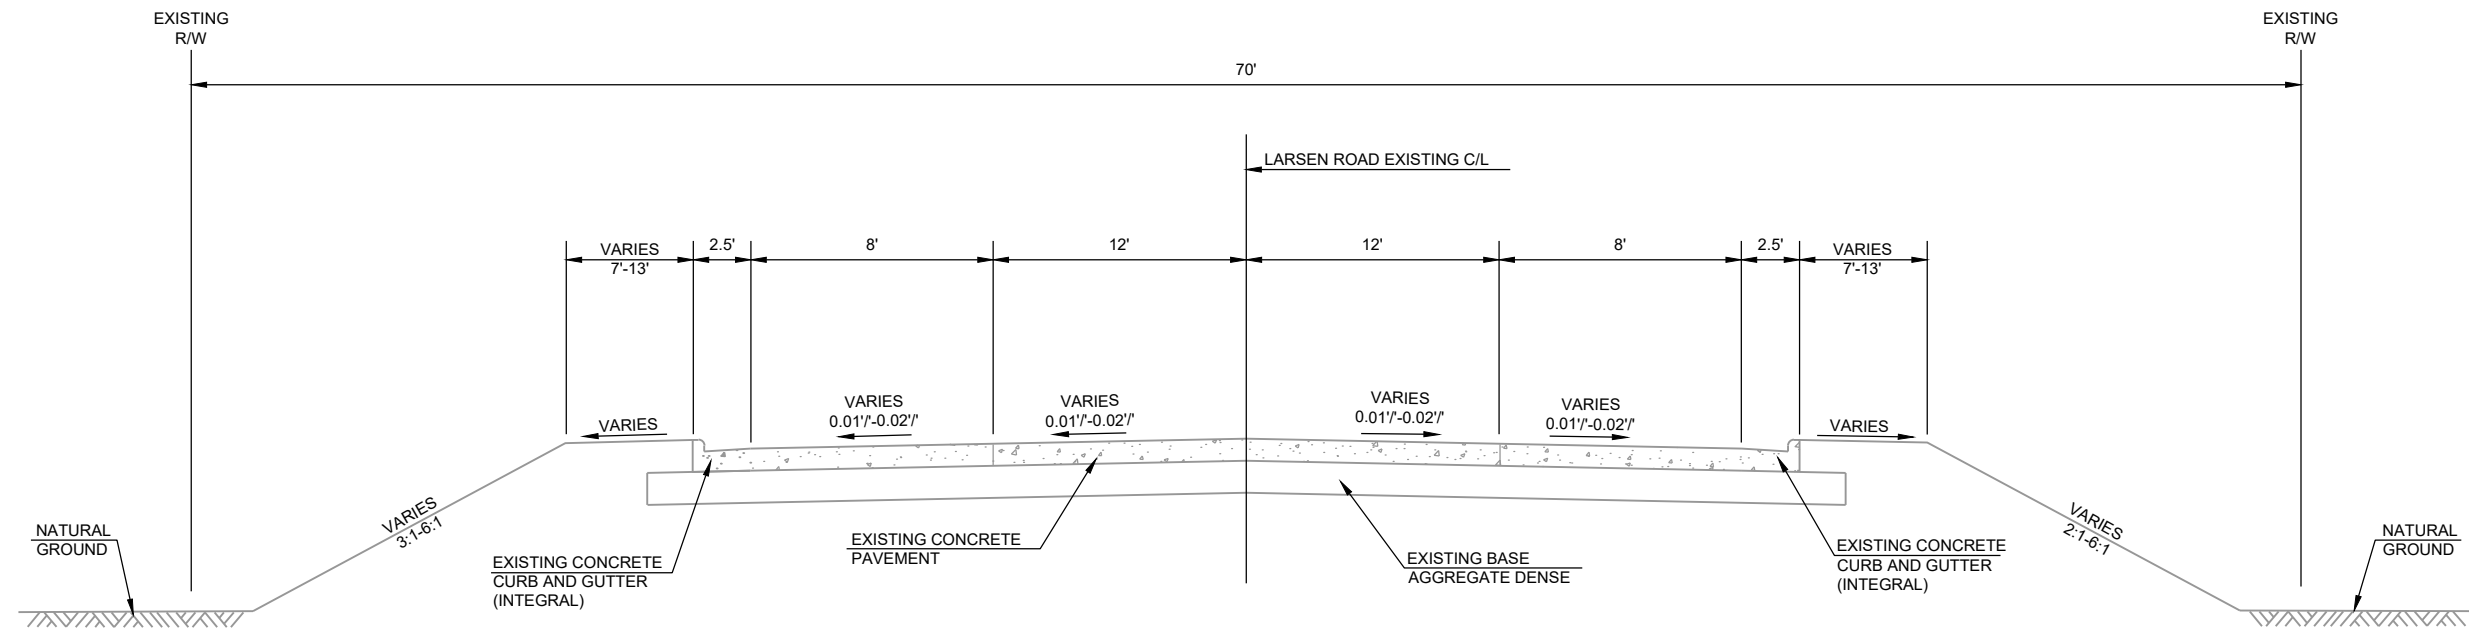 EXISTING
R/W
EXISTING
R/W
70'
LARSEN ROAD EXISTING C/L
VARIES
7'-13'
2.5'
8'
12'
12'
8'
2.5'
VARIES
7'-13'
VARIES
VARIES
0.01'/'-0.02'/'
VARIES
0.01'/'-0.02'/'
VARIES
0.01'/'-0.02'/'
VARIES
0.01'/'-0.02'/'
VARIES
VARIES
3:1-6:1
VARIES
2:1-6:1
NATURAL
GROUND
EXISTING CONCRETE
CURB AND GUTTER
(INTEGRAL)
EXISTING CONCRETE
PAVEMENT
EXISTING BASE
AGGREGATE DENSE
EXISTING CONCRETE
CURB AND GUTTER
(INTEGRAL)
NATURAL
GROUND